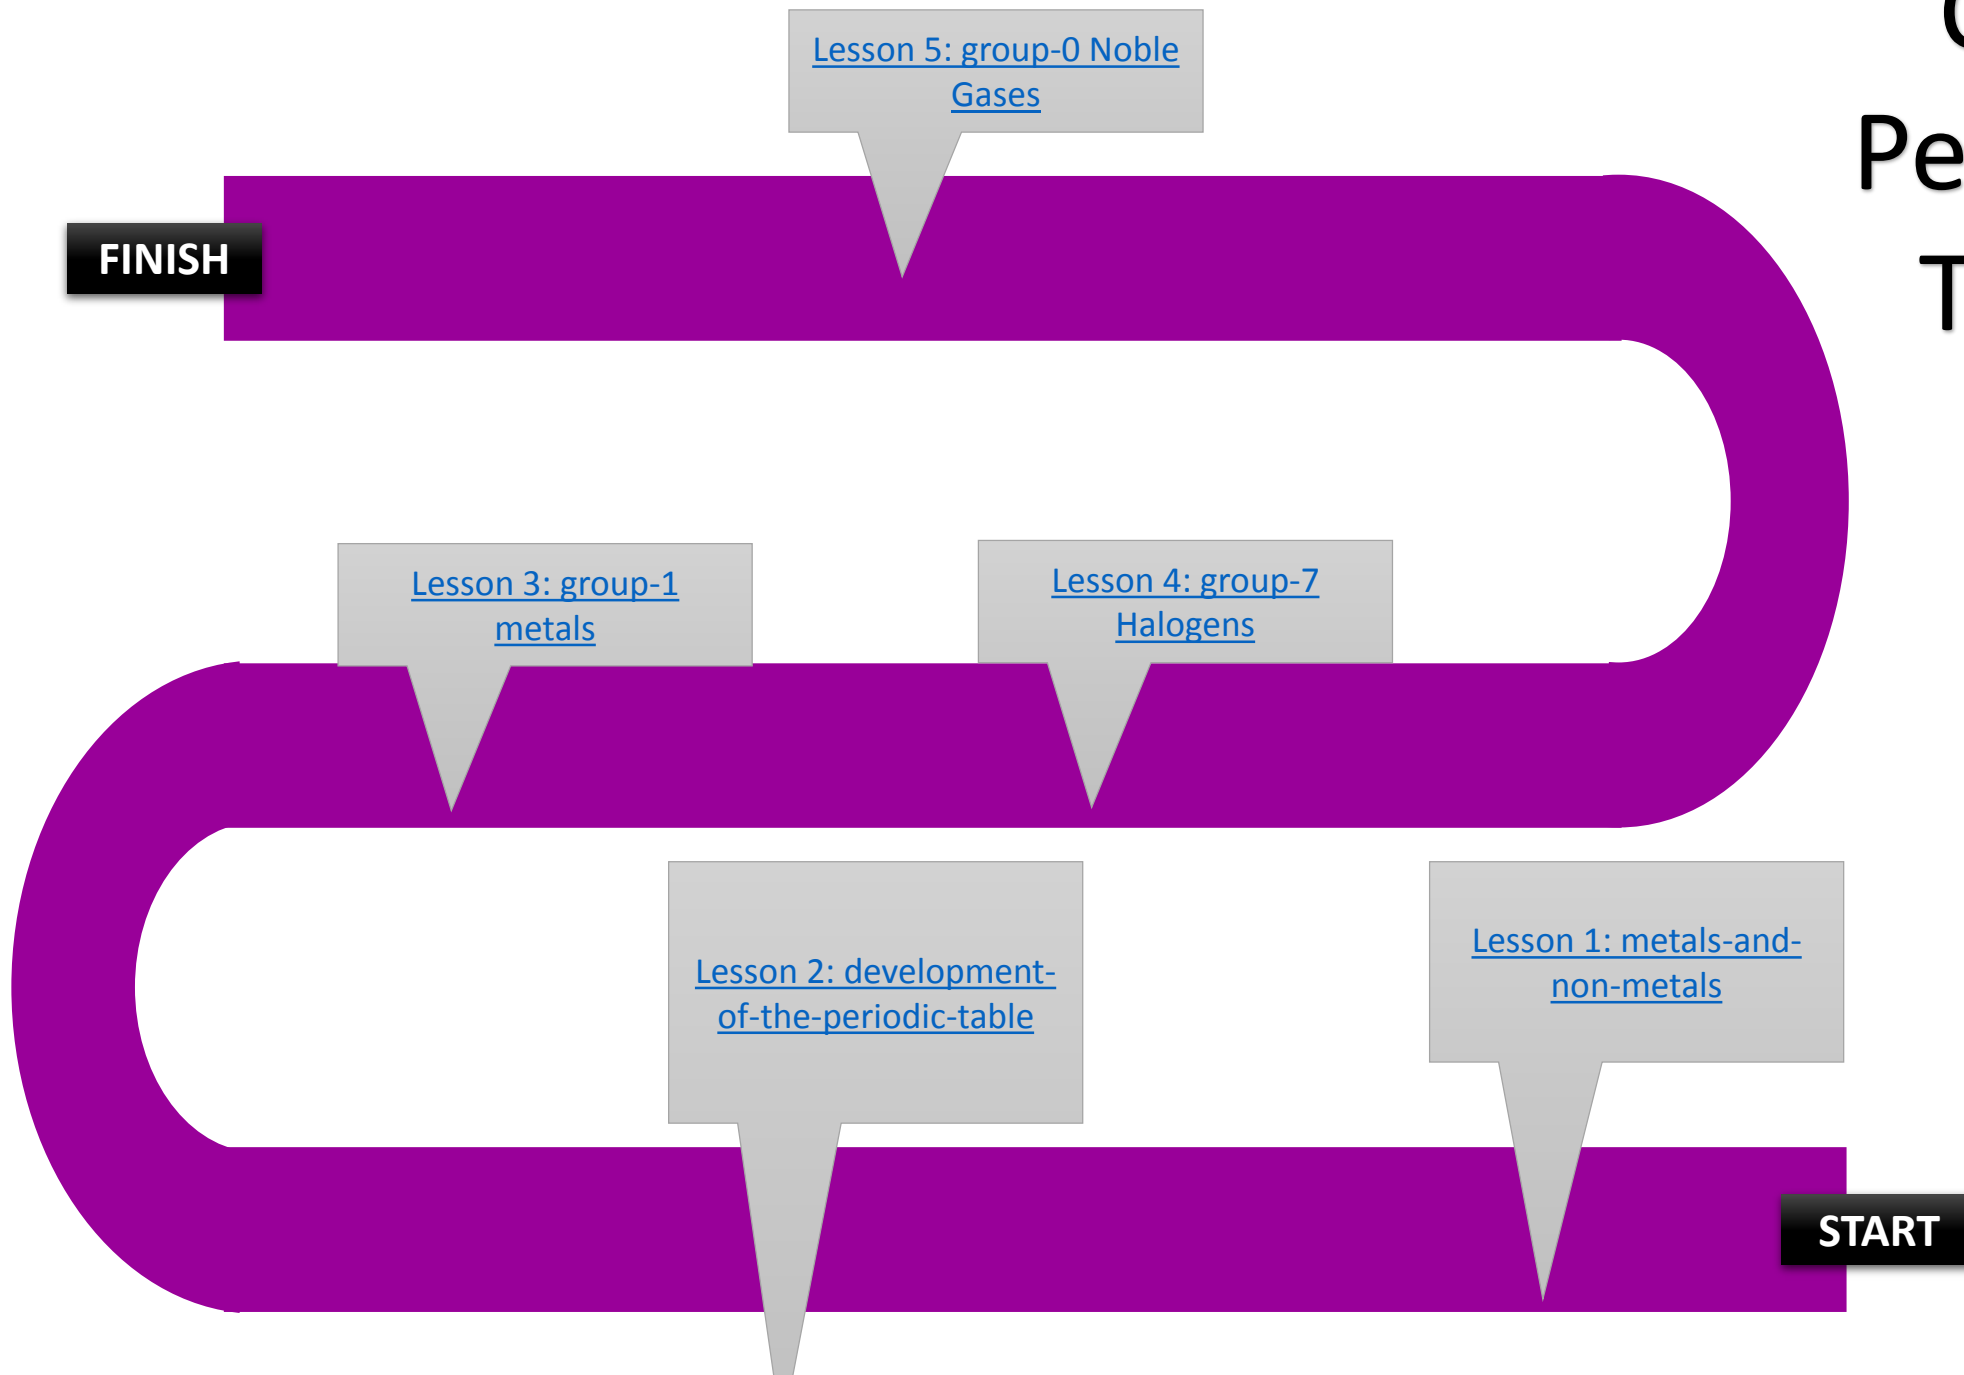 Lesson 5: group-0 Noble
Gases
FINISH
Lesson 3: group-1
metals
Lesson 4: group-7
Halogens
Lesson 2: development-
of-the-periodic-table
Lesson 1: metals-and-
non-metals
START